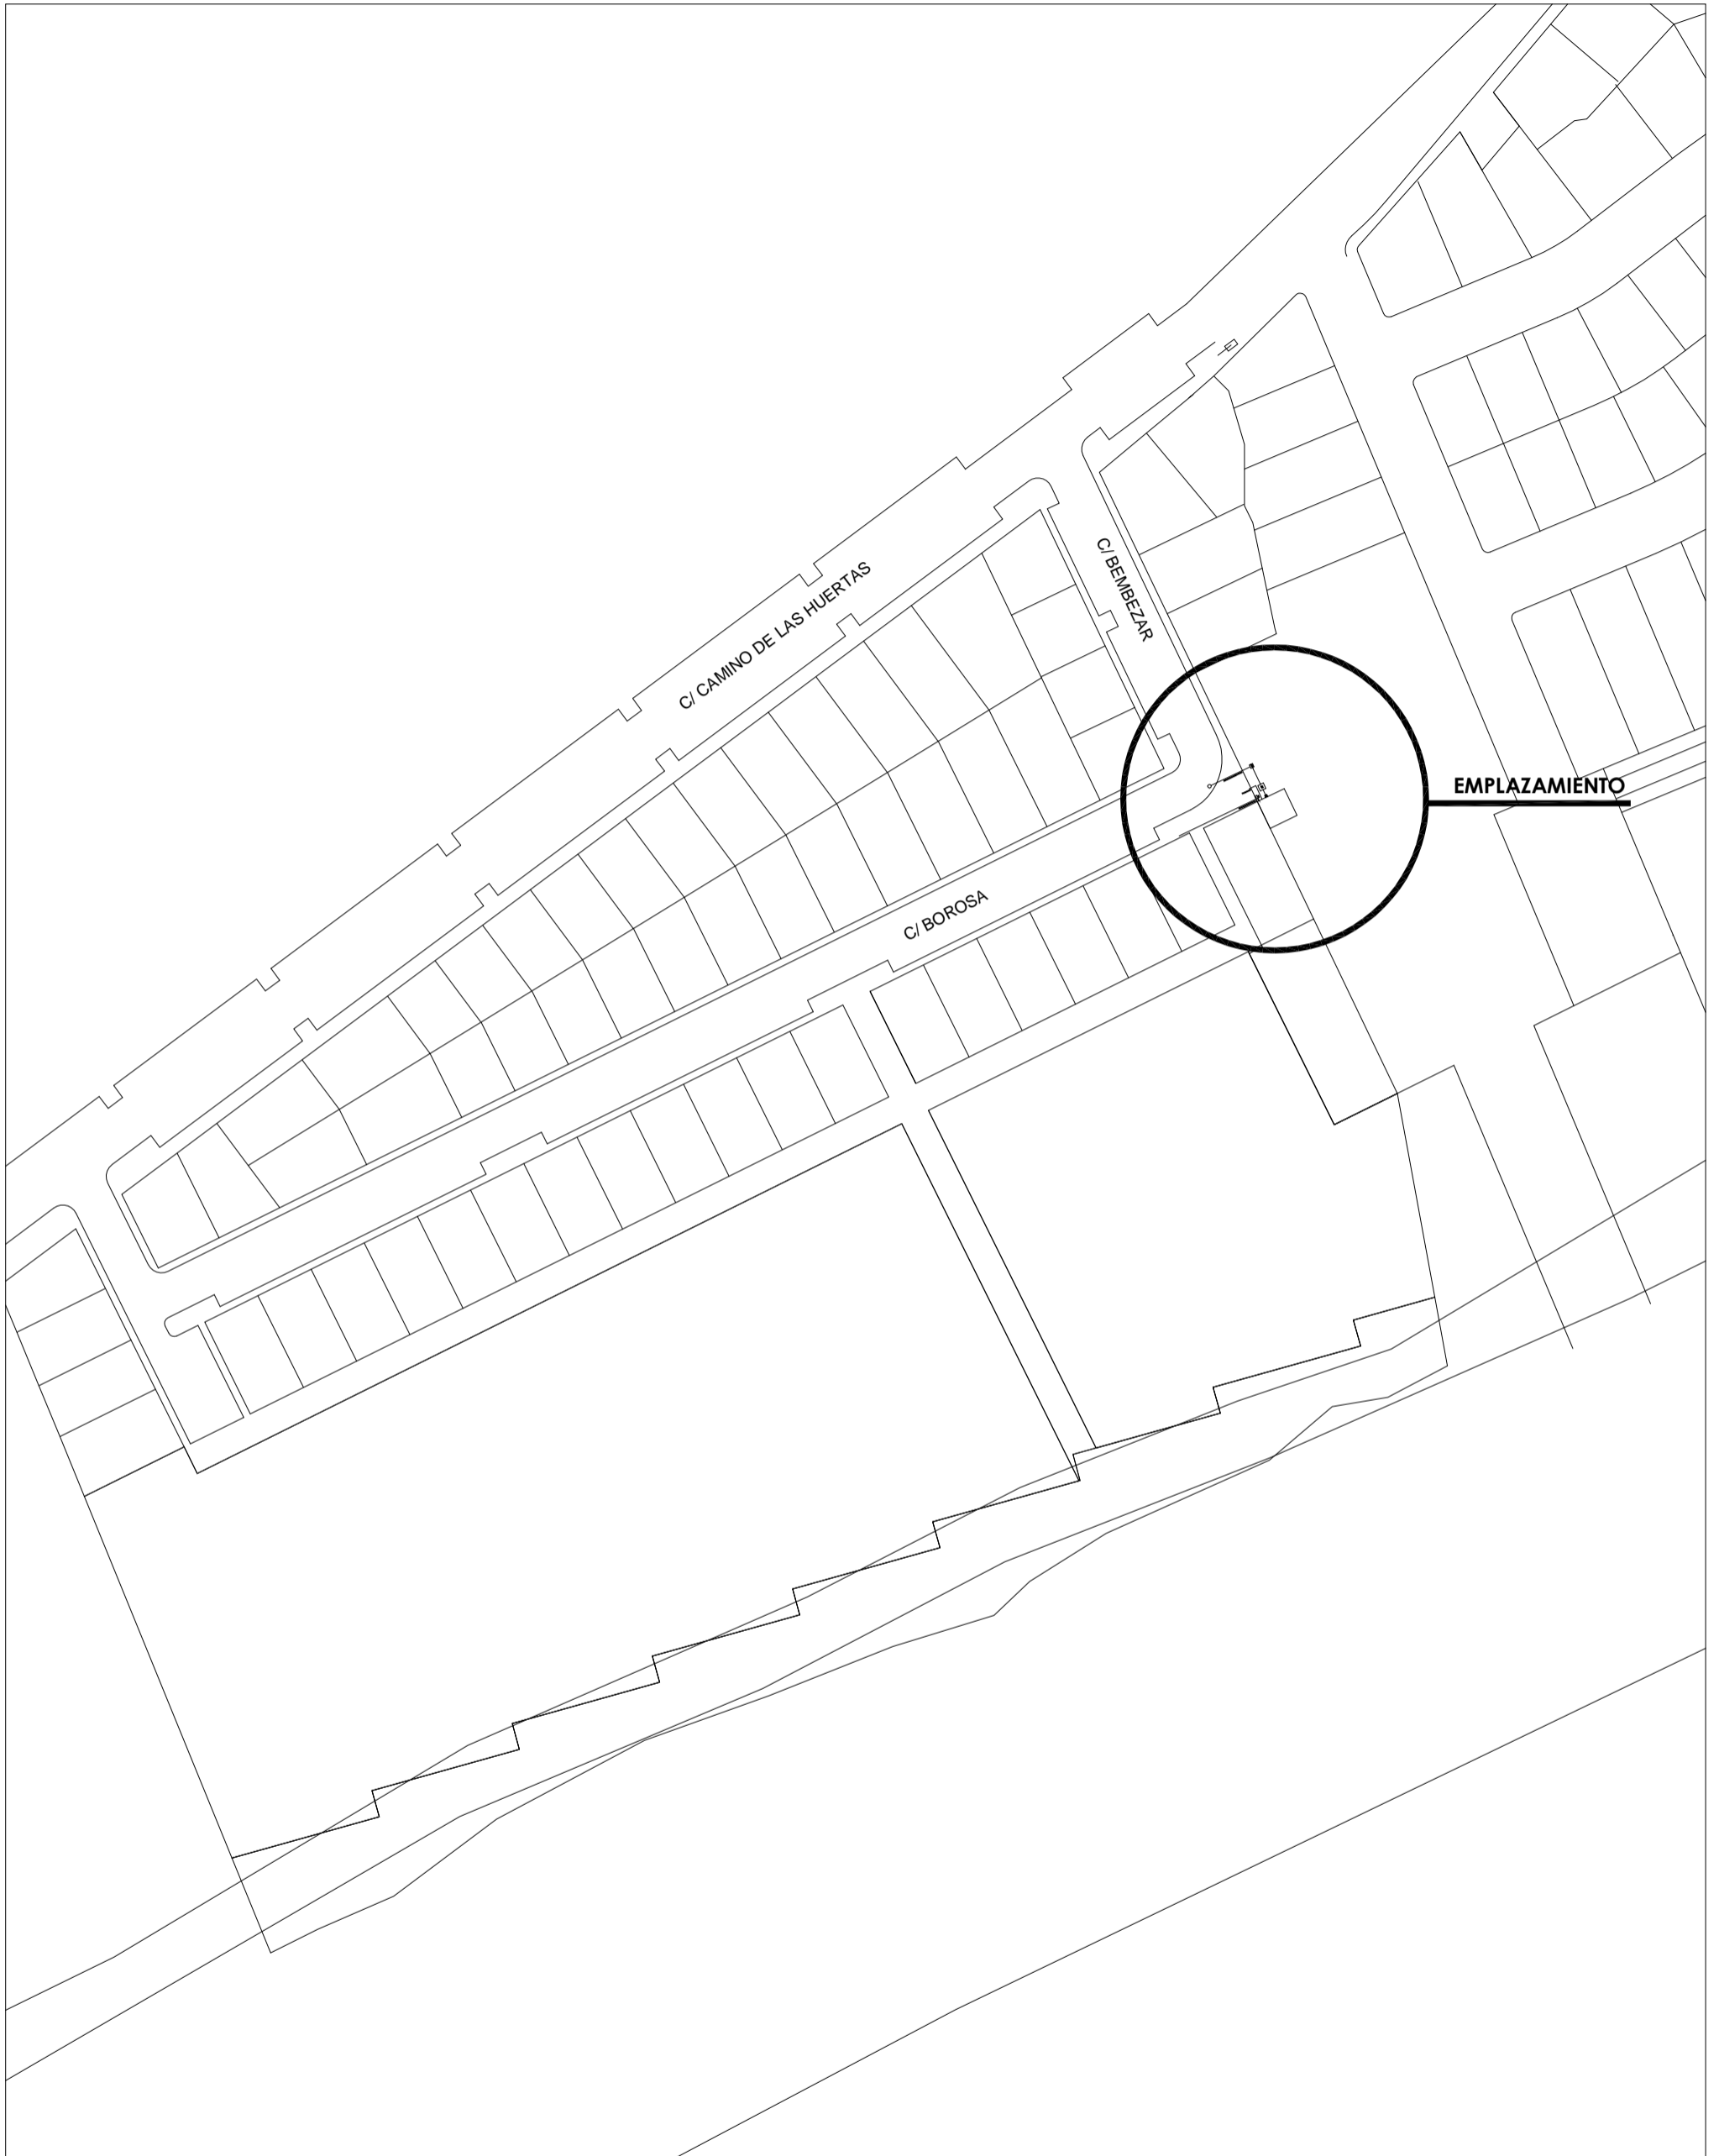 C/ CAMINO DE LAS HUERTAS
C/ BEMBEZAR
EMPLAZAMIENTO
C/ BOROSA